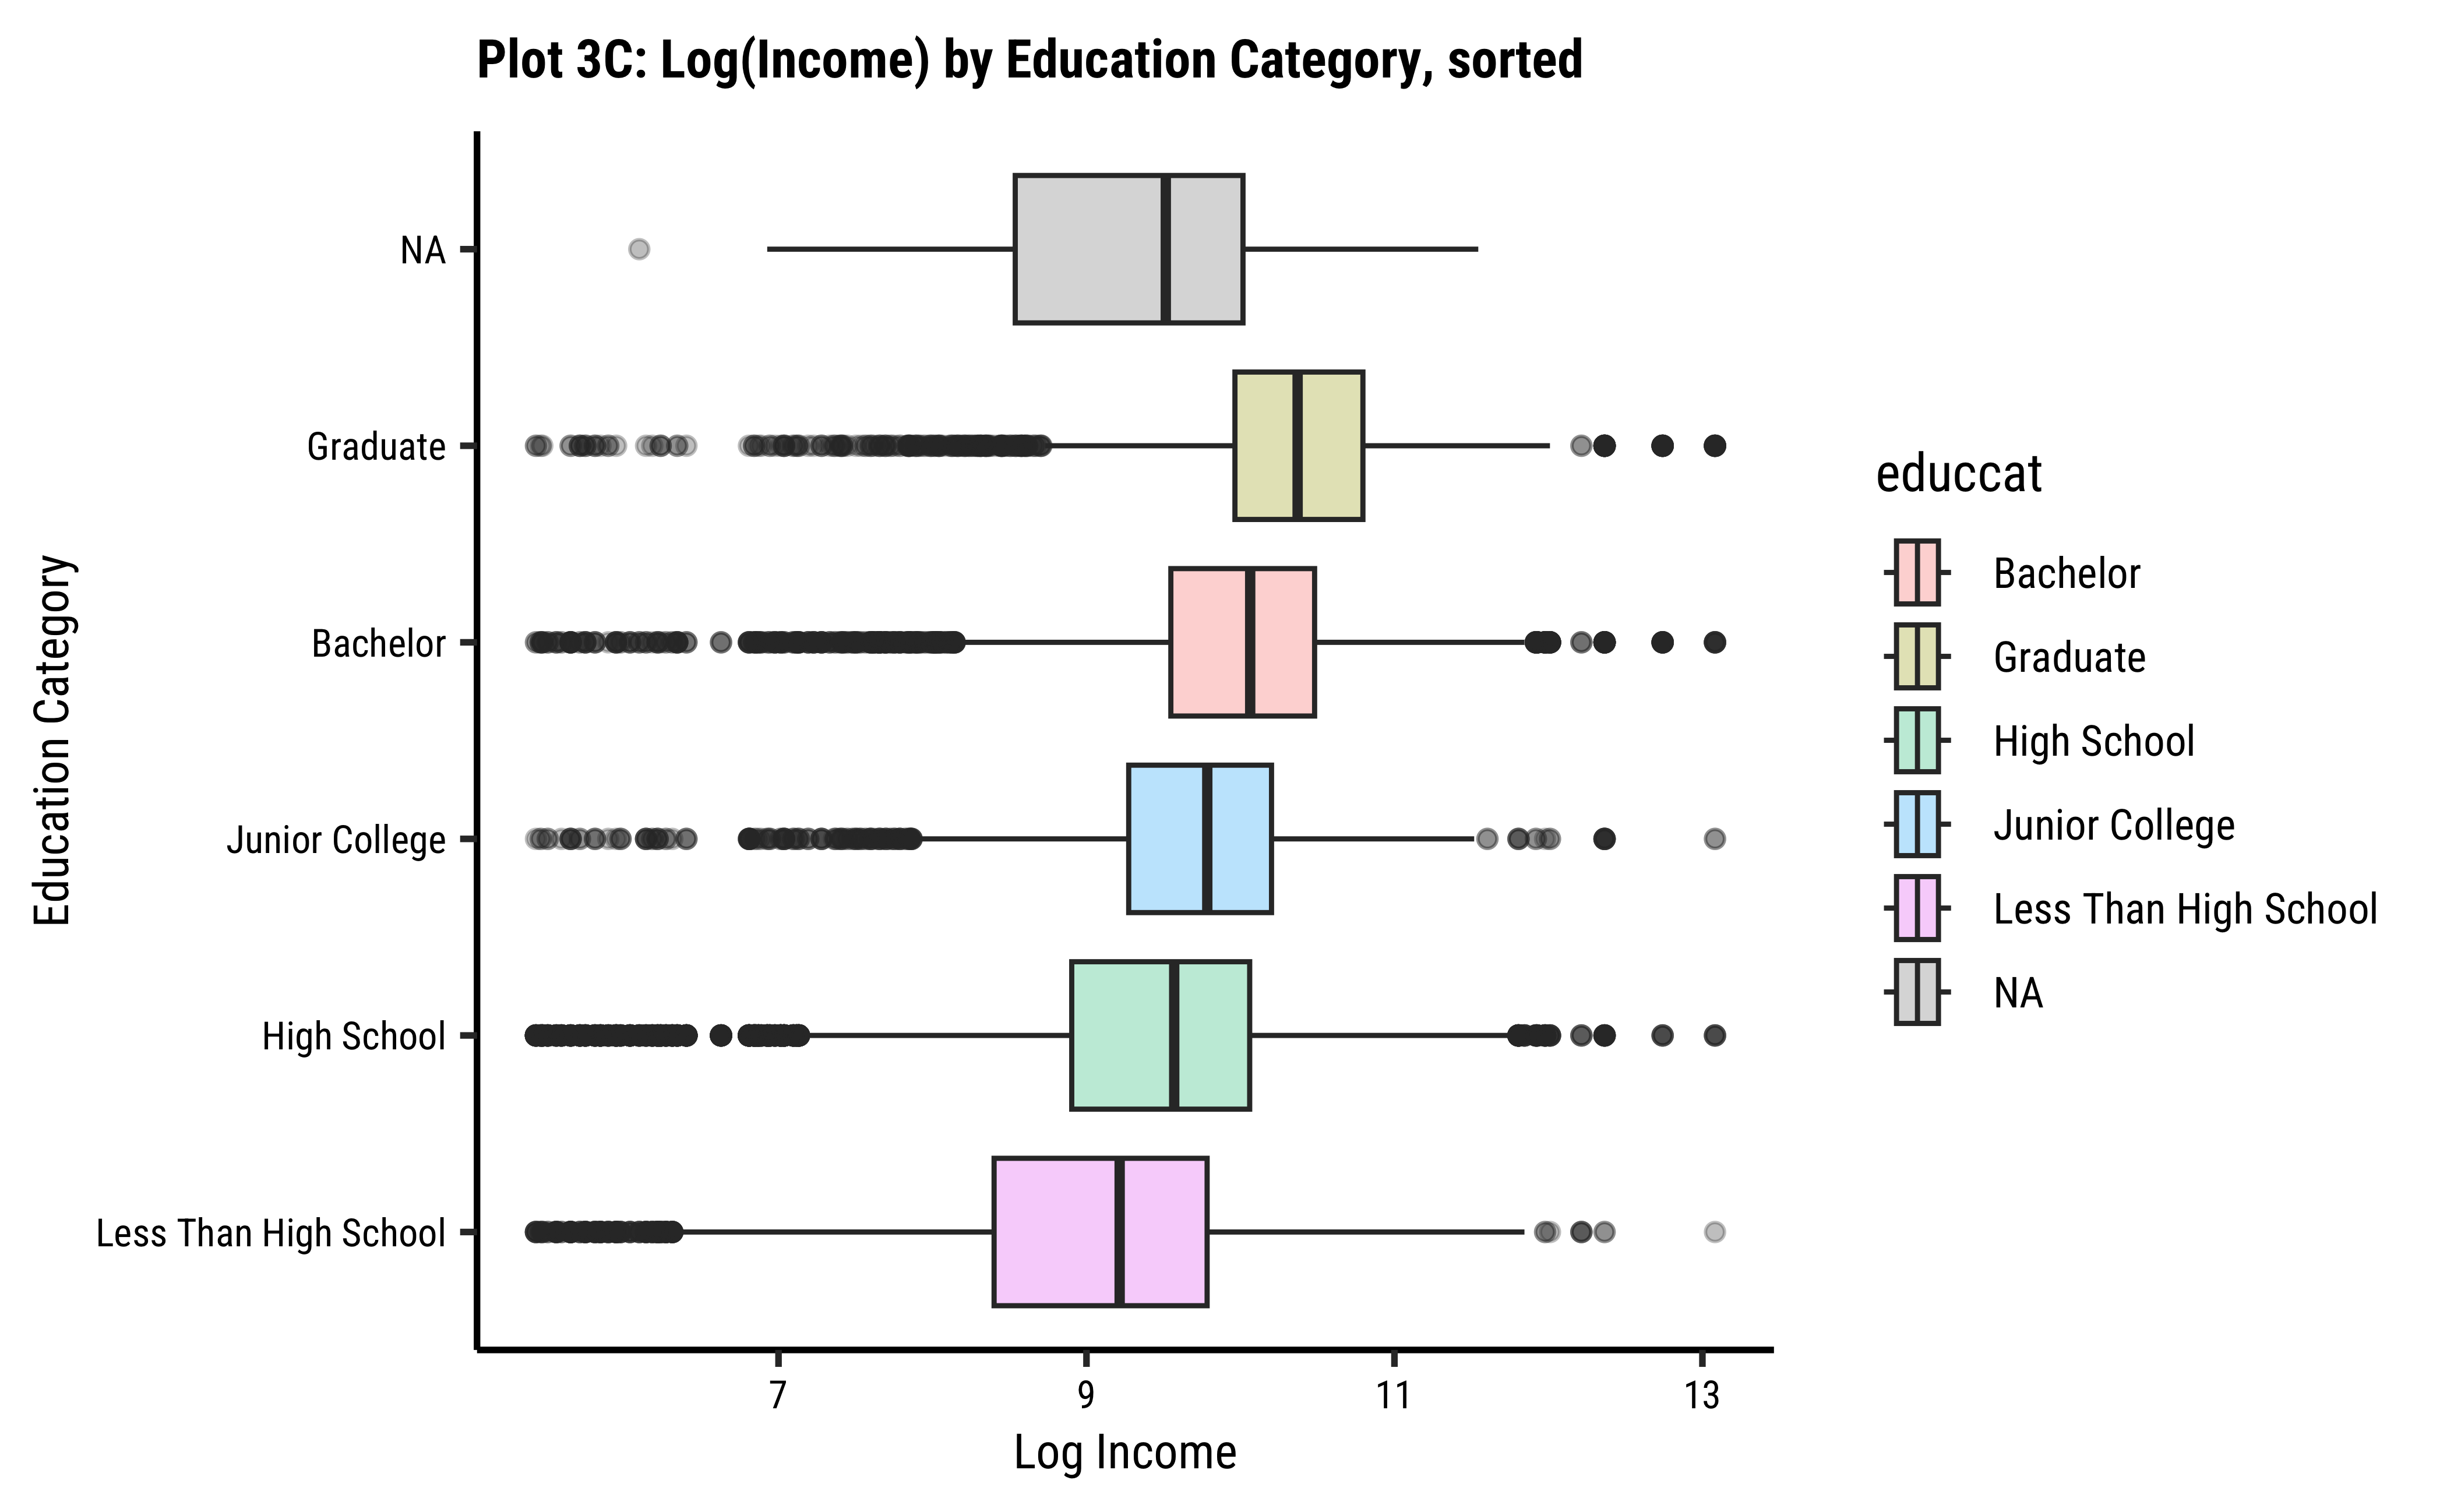 Plot 3C: Log(Income) by Education Category, sorted
Education Category
NA
Graduate
Bachelor
Junior College
High School
Less Than High School
7
9
11
13
Log Income
educcat
Bachelor
Graduate
High School
Junior College
Less Than High School
NA